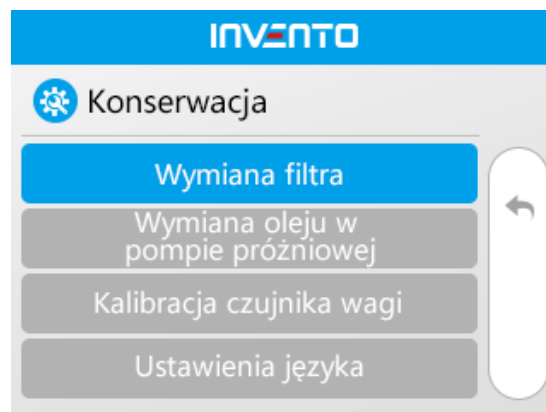 INVENTO
Konserwacja
Wymiana filtra
Wymiana oleju w
pompie próżniowej
Kalibracja czujnika wagi
Ustawienia języka